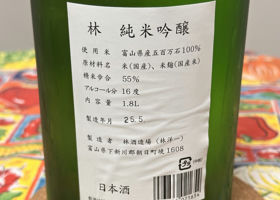 林 純米吟醸
使用米 富山県産五百万石100%
原材料名 米(国産)、米麹(国産米)
精米歩合 55%
アルコール分 16度
内容量 1.8L
製造年月 25.5.
製造者 林酒造場(林洋一)
富山県下新川郡朝日町境1608
日本酒